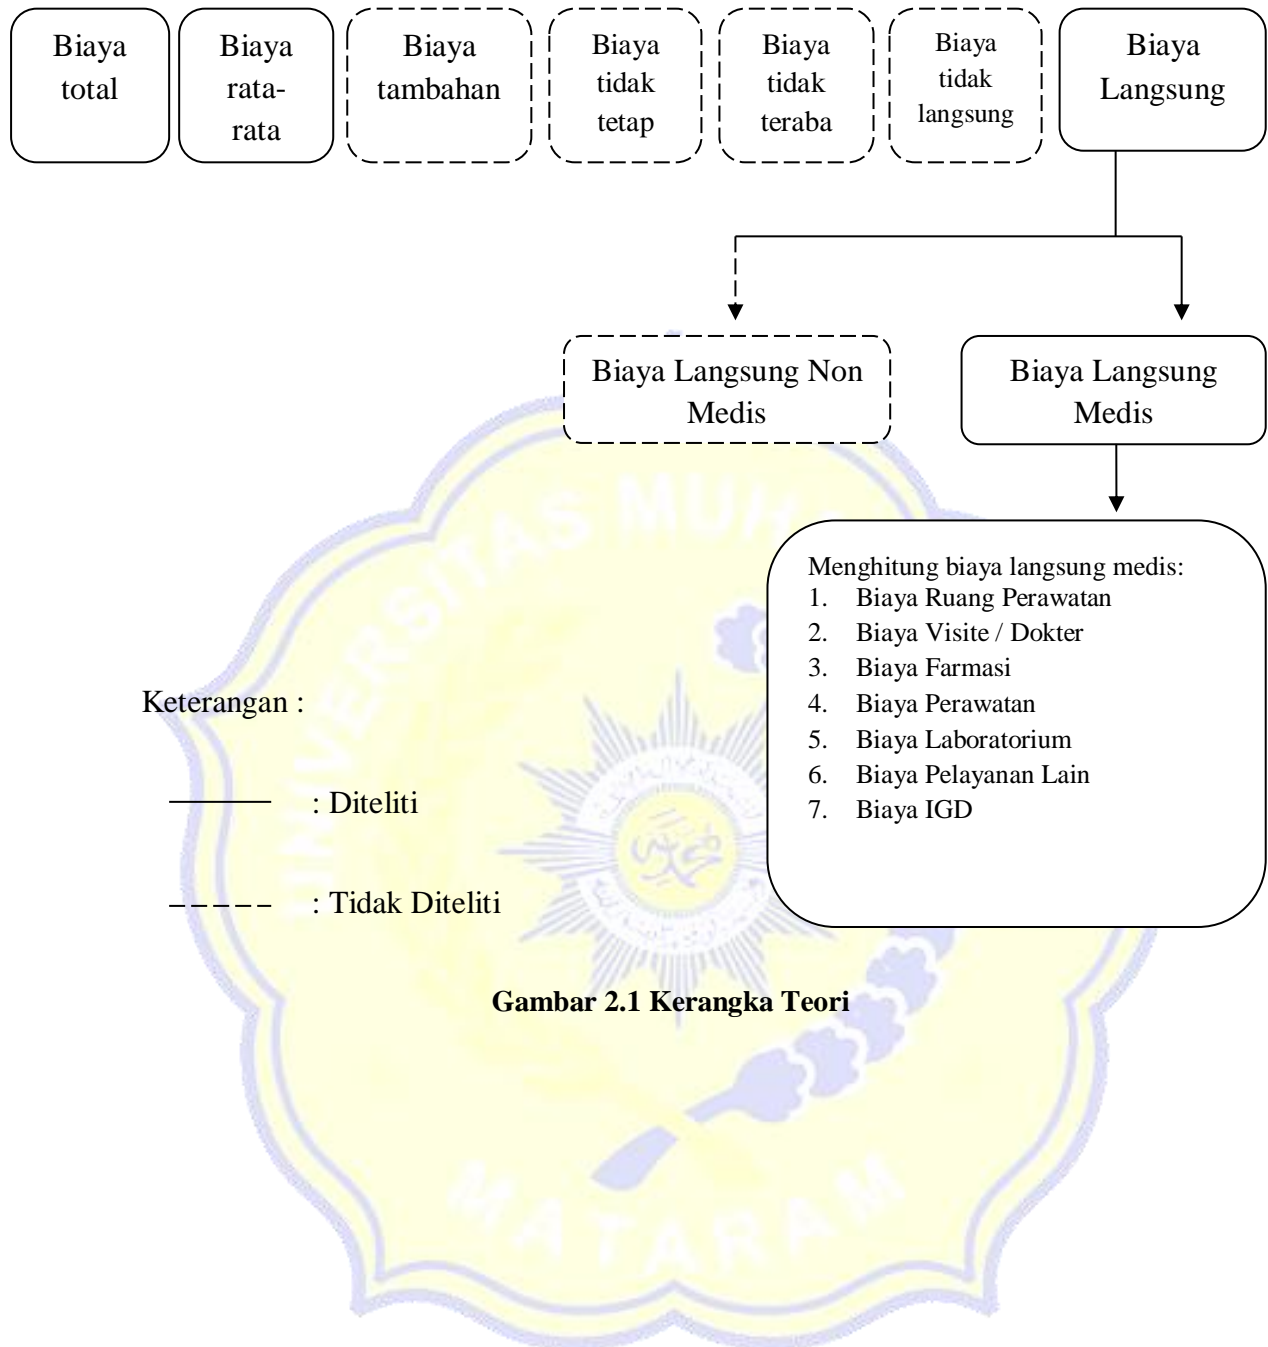 Biaya
total
Biaya
rata-
rata
Biaya
tambahan
Biaya
tidak
tetap
Biaya
tidak
teraba
Biaya
tidak
langsung
Biaya
Langsung
Biaya Langsung Non
Medis
Biaya Langsung
Medis
Menghitung biaya langsung medis:
1. Biaya Ruang Perawatan
2. Biaya Visite / Dokter
3. Biaya Farmasi
4. Biaya Perawatan
5. Biaya Laboratorium
6. Biaya Pelayanan Lain
7. Biaya IGD
Keterangan :
: Diteliti
: Tidak Diteliti
Gambar 2.1 Kerangka Teori
UNIVERSITAS MUH
MATARAM